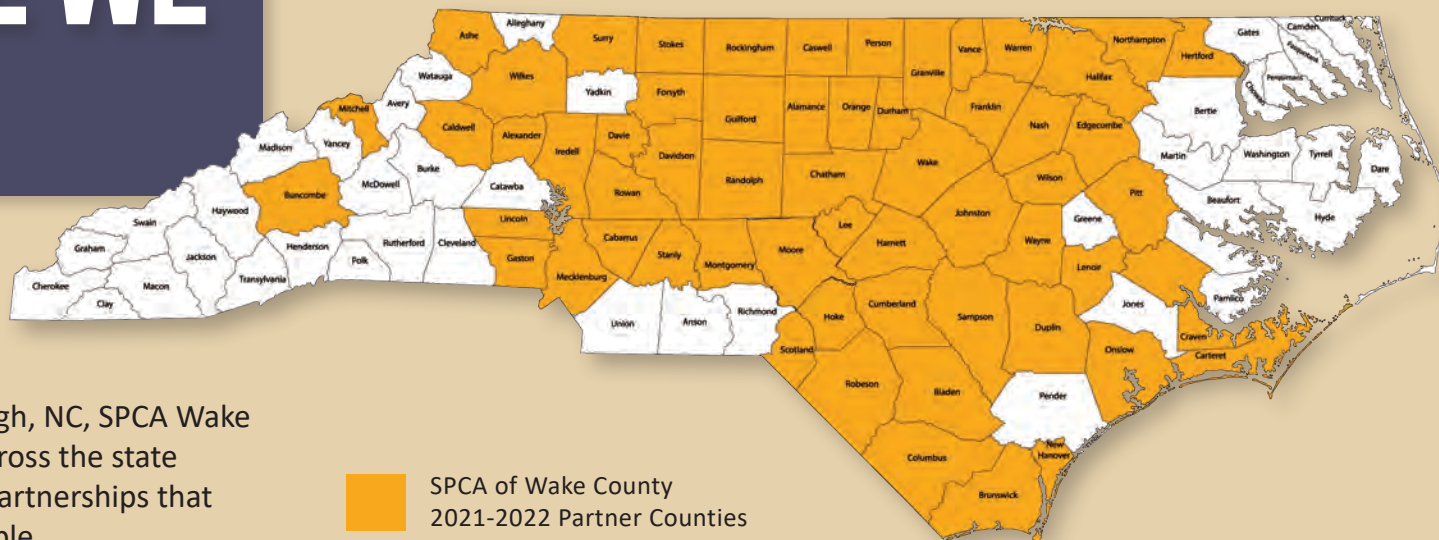 E WE
Alleghany
Ashe
Surry
Stokes
Rockingham
Caswell
Person
Vance
Warren
Northampton
Gates
Camden
Currituck
Hertford
Watauga
Wilkes
Yadkin
Forsyth
Granville
Halifax
Pasquotank
Perquimans
Chowan
Mitchell
Avery
Caldwell
Alexander
Davie
Guilford
Alamance
Orange
Durham
Franklin
Nash
Edgecombe
Bertie
Madison
Yancey
Iredell
Davidson
Wake
Martin
Washington
Tyrrell
Dare
Buncombe
McDowell
Burke
Catawba
Rowan
Randolph
Chatham
Wilson
Pitt
Beaufort
Hyde
Swain
Haywood
Lincoln
Johnston
Greene
Graham
Jackson
Henderson
Rutherford
Cleveland
Gaston
Cabarrus
Stanly
Montgomery
Moore
Lee
Harnett
Wayne
Lenoir
Cherokee
Macon
Clay
Transylvania
Polk
Mecklenburg
Union
Anson
Richmond
Hoke
Cumberland
Sampson
Duplin
Jones
Pamlico
Craven
Carteret
Scotland
Onslow
Robeson
Bladen
Pender
Columbus
New
Hanover
Brunswick
gh, NC, SPCA Wake
ross the state
artnerships that
ble
SPCA of Wake County
2021-2022 Partner Counties